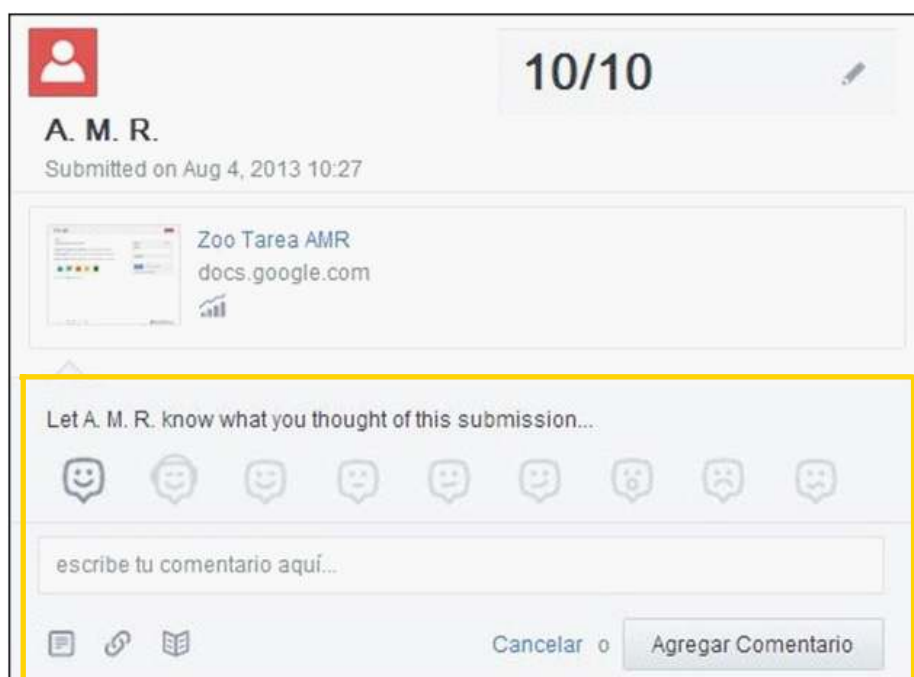 10/10
A. M. R.
Submitted on Aug 4, 2013 10:27
Zoo Tarea AMR
docs.google.com
Let A. M. R. know what you thought of this submission...
escribe tu comentario aquí...
Cancelar o Agregar Comentario